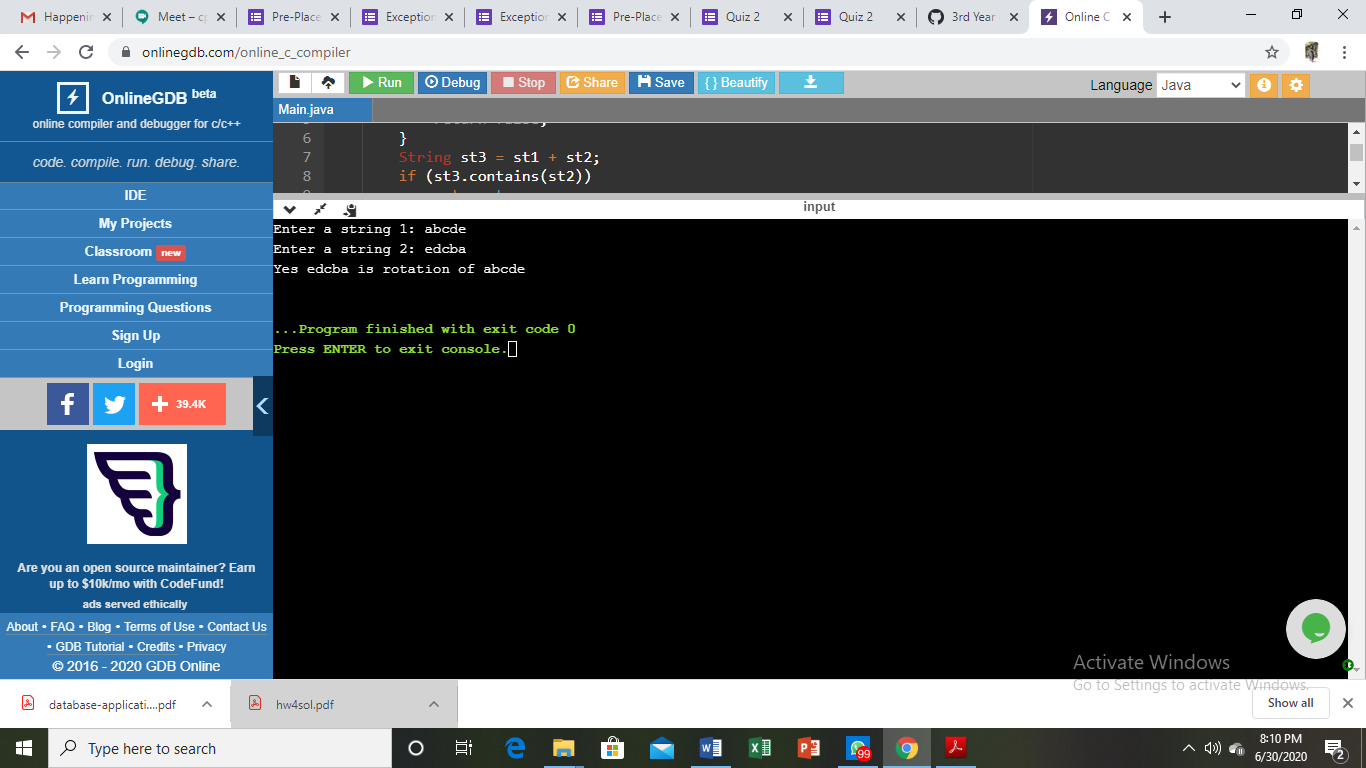 Happenin
Meet – cp
Pre-Place
Exception
Exception
Pre-Place
Quiz 2
Quiz 2
3rd Year
Online C
onlinegdb.com/online_c_compiler
OnlineGDB beta
online compiler and debugger for c/c++
code. compile. run. debug. share.
IDE
My Projects
Classroom new
Learn Programming
Programming Questions
Sign Up
Login
39.4K
Are you an open source maintainer? Earn
up to $10k/mo with CodeFund!
ads served ethically
About • FAQ • Blog • Terms of Use • Contact Us
• GDB Tutorial • Credits • Privacy
© 2016 - 2020 GDB Online
Run Debug Stop Share Save { } Beautify
Language Java
Main.java
6 }
7 String st3 = st1 + st2;
8 if (st3.contains(st2))
input
Enter a string 1: abcde
Enter a string 2: edcba
Yes edcba is rotation of abcde
...Program finished with exit code 0
Press ENTER to exit console.
Activate Windows
Go to Settings to activate Windows.
database-applicati....pdf
hw4sol.pdf
Show all
Type here to search
99
8:10 PM
6/30/2020
2